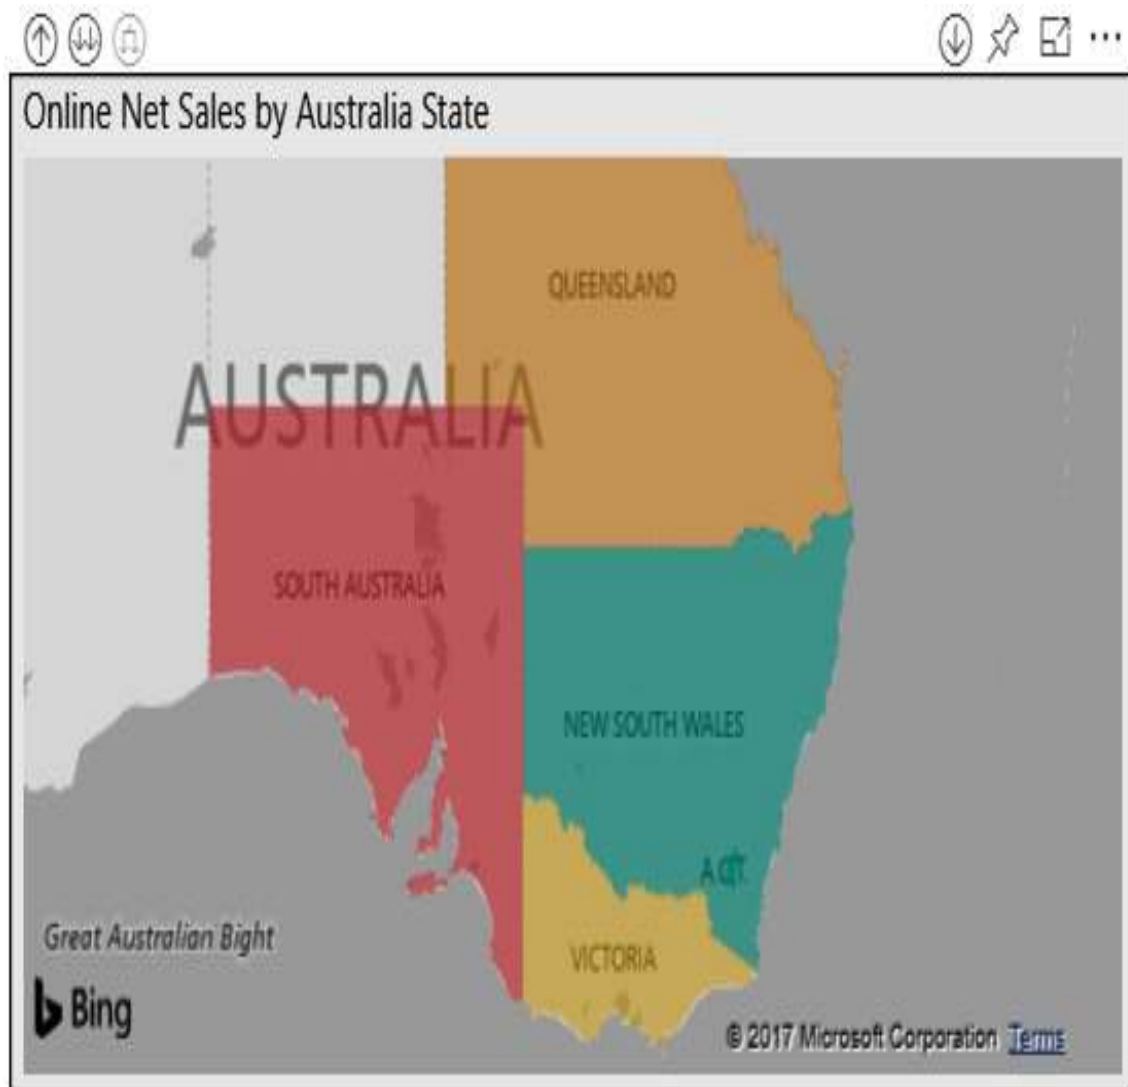 Online Net Sales by Australia State
QUEENSLAND
AUSTRALIA
SOUTH AUSTRALIA
NEW SOUTH WALES
A.C.T.
Great Australian Bight
VICTORIA
Bing
© 2017 Microsoft Corporation Terms